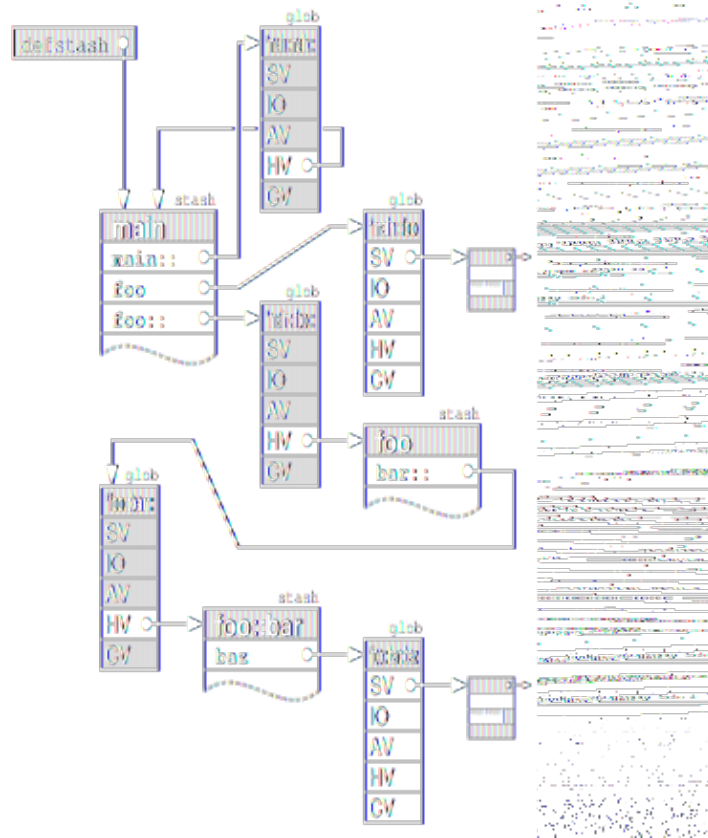 glob
defstash
SV
IO
AV
HV
CV
stash
main
main::
foo
foo::
glob
SV
IO
AV
HV
CV
glob
SV
IO
AV
HV
CV
stash
foo
baz::
glob
SV
IO
AV
HV
CV
stash
foo::bar
baz
glob
SV
IO
AV
HV
CV